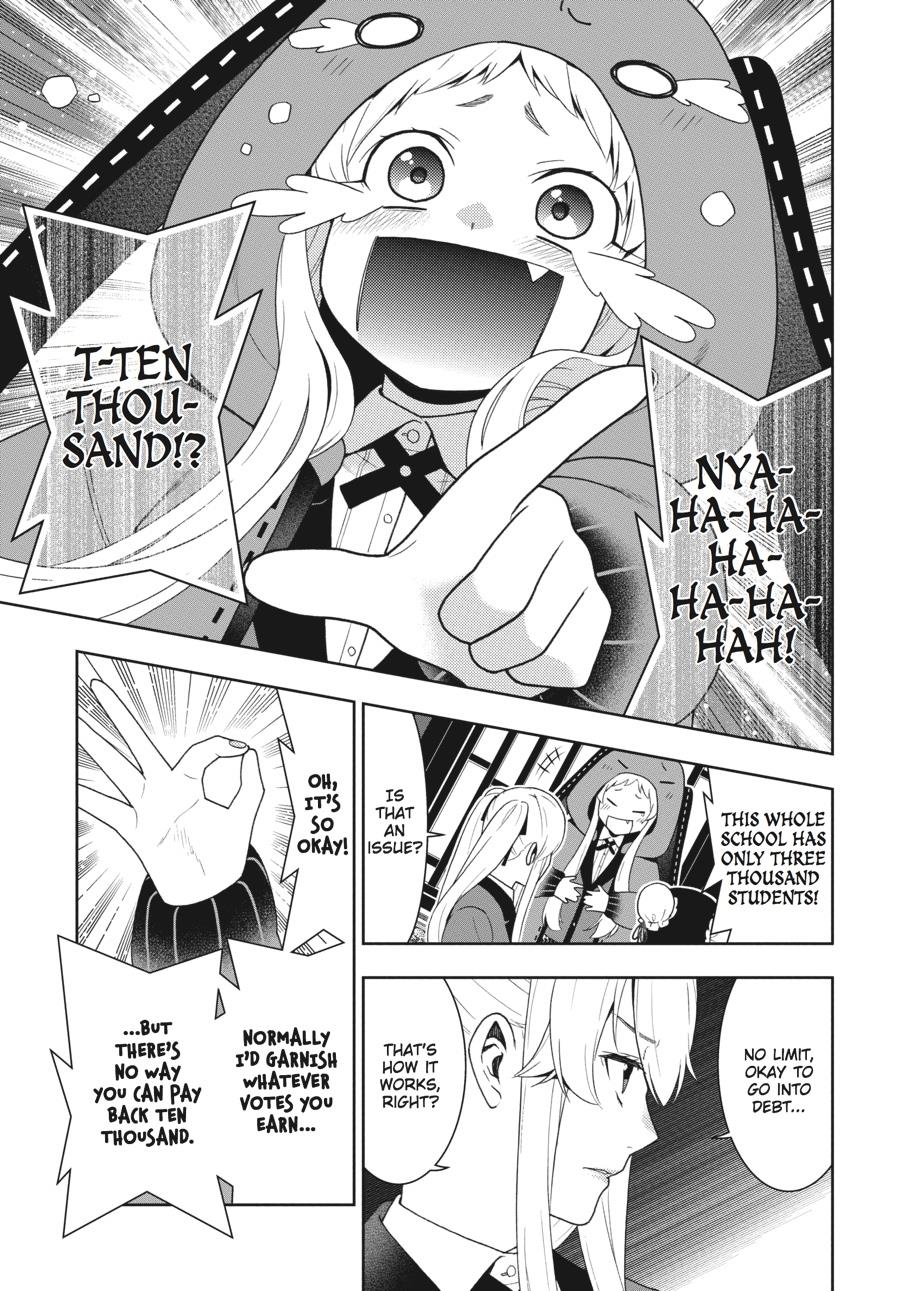 NYA-
HA-HA-
HA-
HA-HA-
HAH!
T-TEN
THOU-
SAND!?
THIS WHOLE
SCHOOL HAS
ONLY THREE
THOUSAND
STUDENTS!
IS
THAT
AN
ISSUE?
NO LIMIT,
OKAY TO
GO INTO
DEBT...
THAT'S
HOW IT
WORKS,
RIGHT?
OH,
IT'S
SO
OKAY!
NORMALLY
I'D GARNISH
WHATEVER
VOTES YOU
EARN...
...BUT
THERE'S
NO WAY
YOU CAN PAY
BACK TEN
THOUSAND.